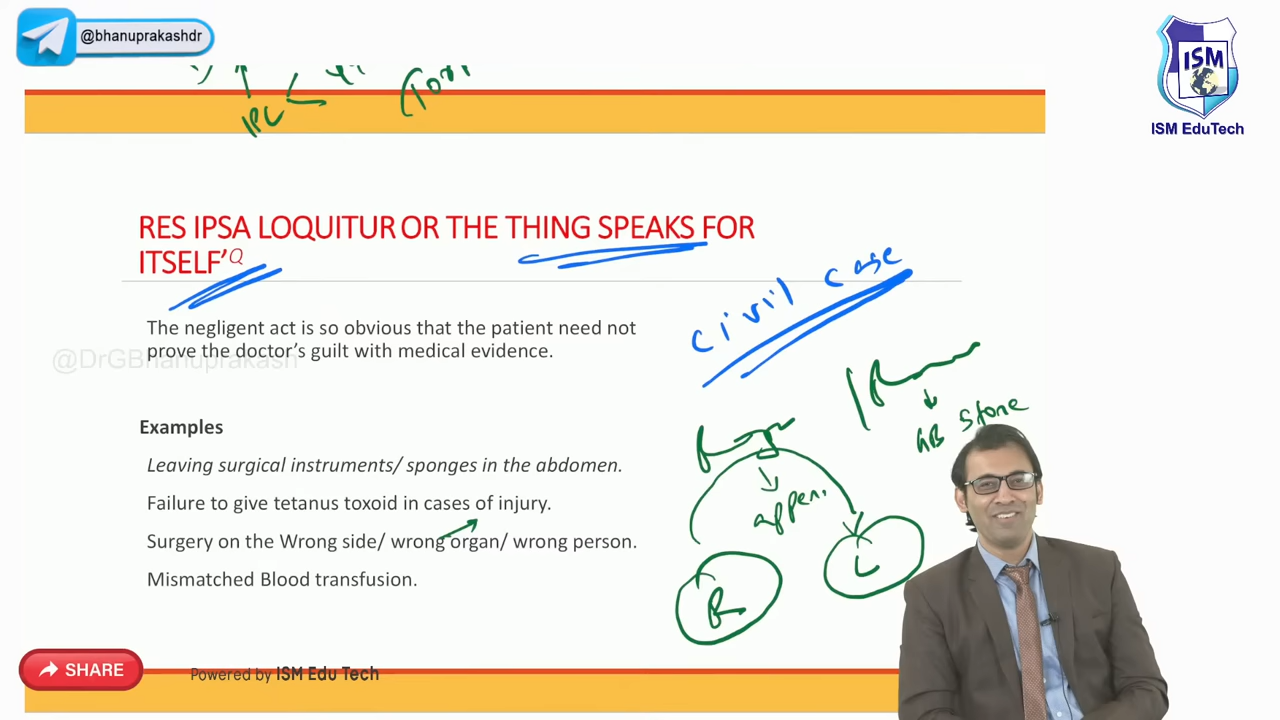 @bhanuprakashdr
ISM
ISM EduTech
IPC
RES IPSA LOQUITUR OR THE THING SPEAKS FOR
ITSELF’Q
civil case
The negligent act is so obvious that the patient need not
prove the doctor’s guilt with medical evidence.
@DrGBhanuprakash
GB stone
Examples
Leaving surgical instruments/ sponges in the abdomen.
appen.
Failure to give tetanus toxoid in cases of injury.
Surgery on the Wrong side/ wrong organ/ wrong person.
L
Mismatched Blood transfusion.
R
SHARE
Powered by ISM Edu Tech